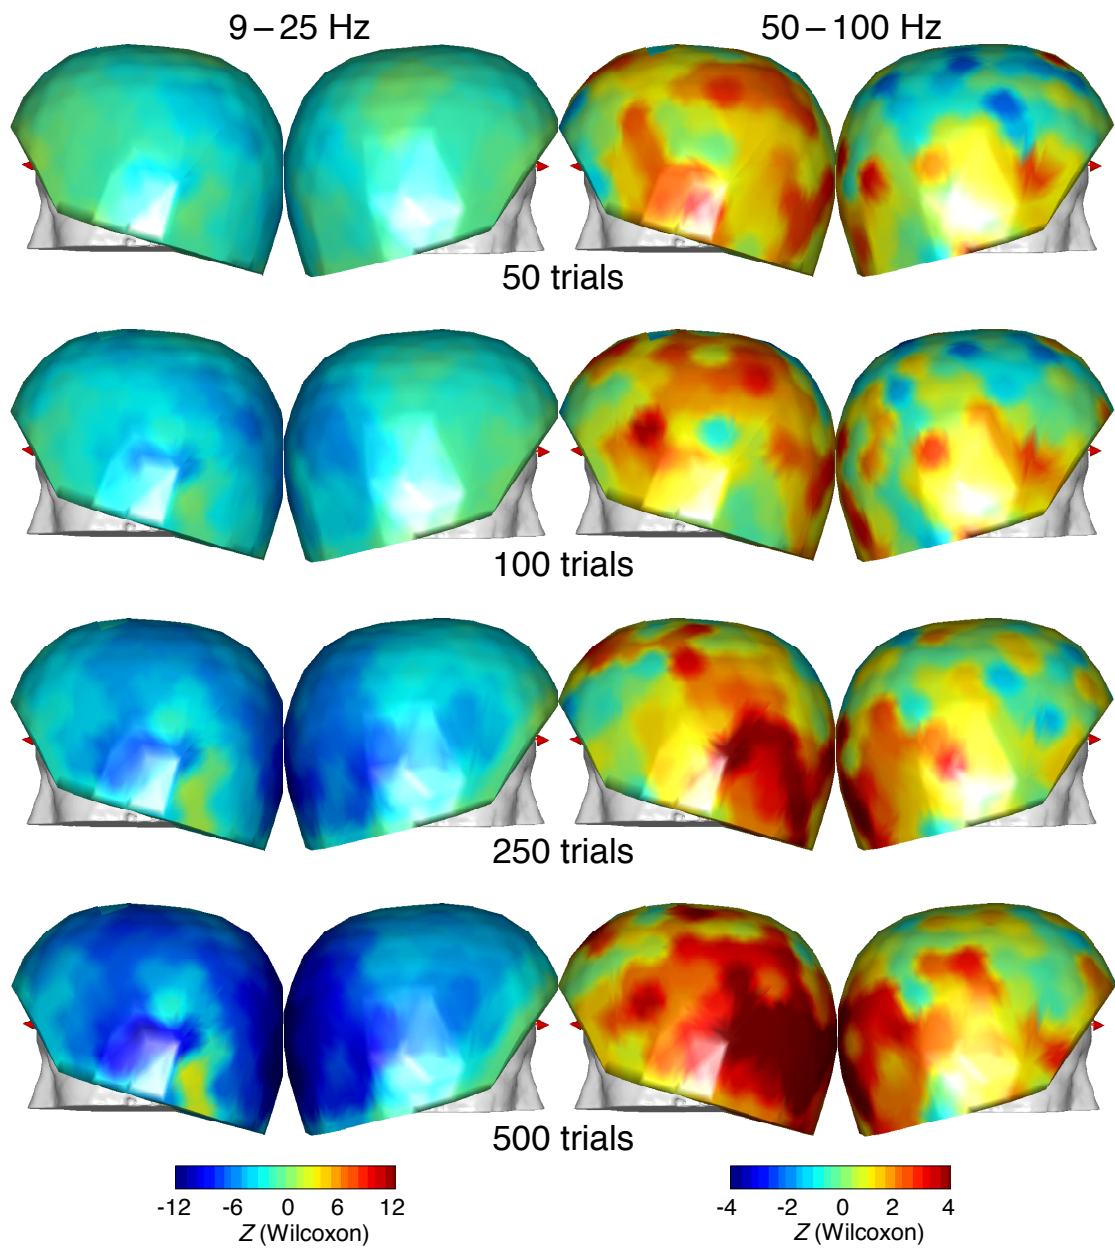 9–25 Hz
50–100 Hz
50 trials
100 trials
250 trials
500 trials
-12 -6 0 6 12
Z (Wilcoxon)
-4 -2 0 2 4
Z (Wilcoxon)